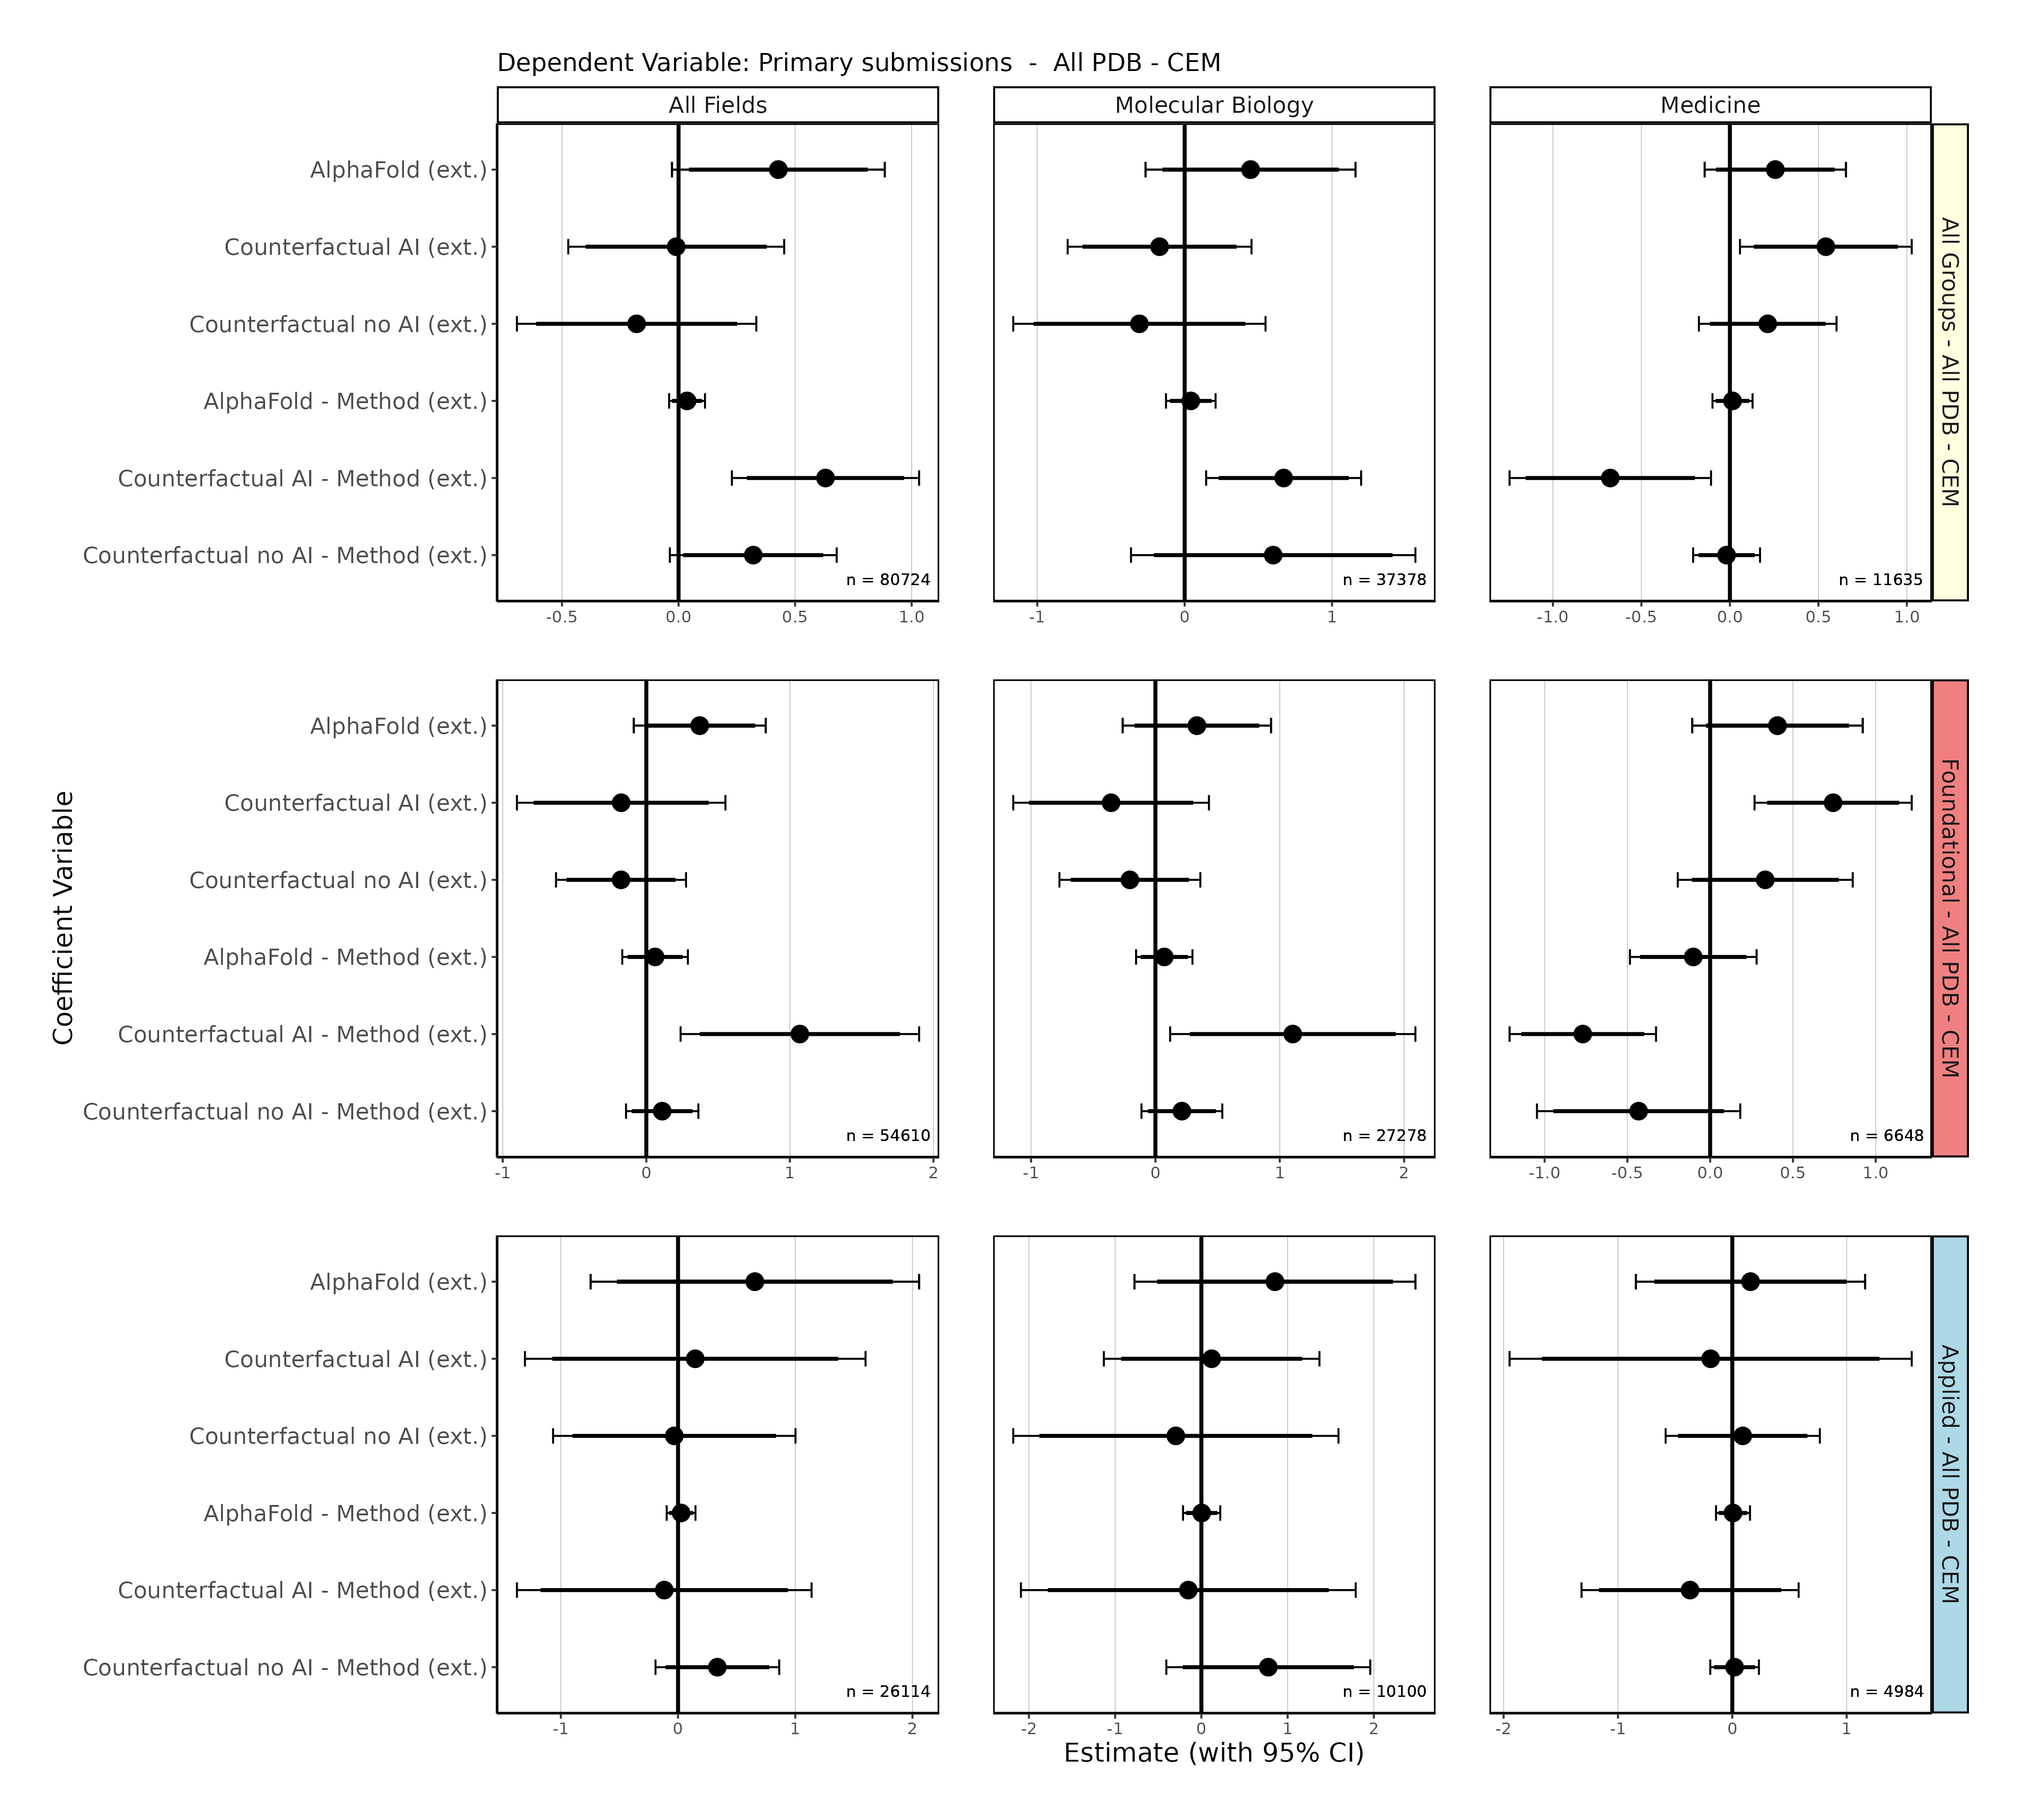 Dependent Variable: Primary submissions - All PDB - CEM
All Fields
Molecular Biology
Medicine
AlphaFold (ext.)
Counterfactual AI (ext.)
Counterfactual no AI (ext.)
AlphaFold - Method (ext.)
Counterfactual AI - Method (ext.)
Counterfactual no AI - Method (ext.)
n = 80724
n = 37378
n = 11635
-0.5 0.0 0.5 1.0
-1 0 1
-1.0 -0.5 0.0 0.5 1.0
All Groups - All PDB - CEM
Coefficient Variable
AlphaFold (ext.)
Counterfactual AI (ext.)
Counterfactual no AI (ext.)
AlphaFold - Method (ext.)
Counterfactual AI - Method (ext.)
Counterfactual no AI - Method (ext.)
n = 54610
n = 27278
n = 6648
-1 0 1 2
-1 0 1 2
-1.0 -0.5 0.0 0.5 1.0
Foundational - All PDB - CEM
AlphaFold (ext.)
Counterfactual AI (ext.)
Counterfactual no AI (ext.)
AlphaFold - Method (ext.)
Counterfactual AI - Method (ext.)
Counterfactual no AI - Method (ext.)
n = 26114
n = 10100
n = 4984
-1 0 1 2
-2 -1 0 1 2
-2 -1 0 1
Applied - All PDB - CEM
Estimate (with 95% CI)